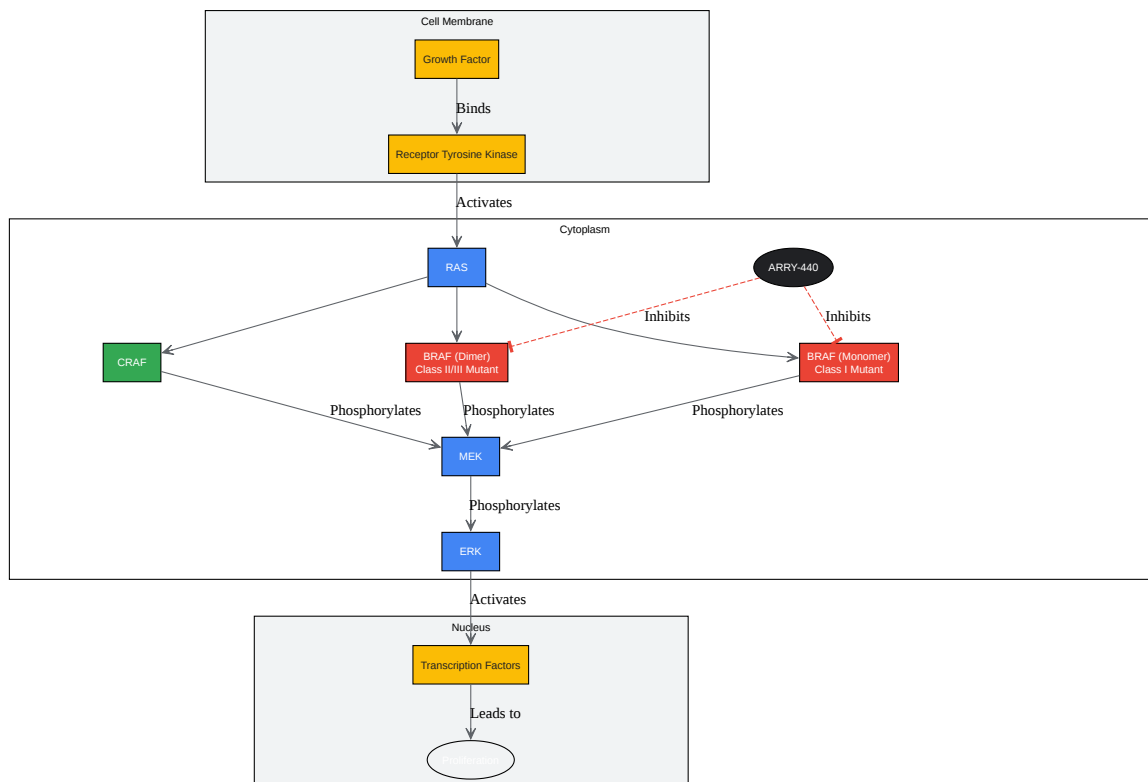 Cell Membrane
Growth Factor
Binds
Receptor Tyrosine Kinase
Activates
Cytoplasm
RAS
ARRY-440
Inhibits
Inhibits
CRAF
BRAF (Dimer)
Class II/III Mutant
BRAF (Monomer)
Class I Mutant
Phosphorylates
Phosphorylates
Phosphorylates
MEK
Phosphorylates
ERK
Activates
Nucleus
Transcription Factors
Leads to
Proliferation